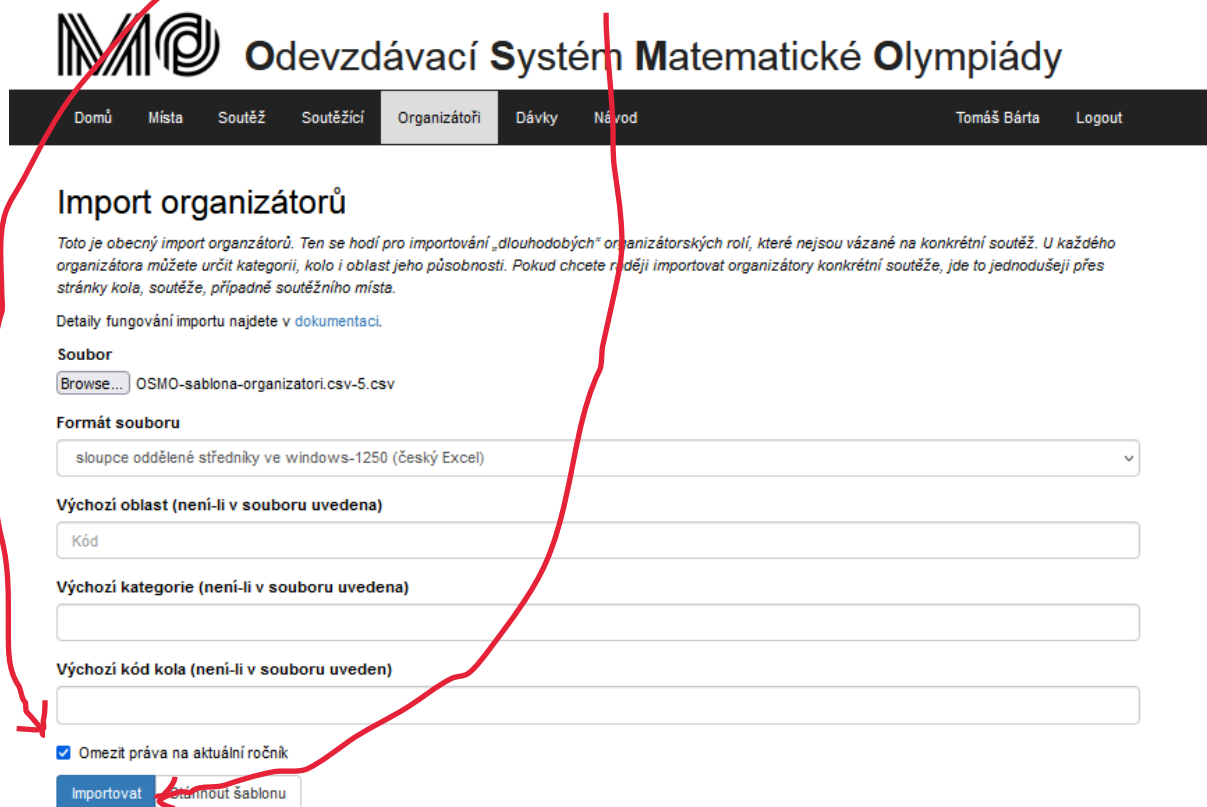 MO Odevzdávací Systém Matematické Olympiády
Domů Místa Soutěž Soutěžící Organizátoři Dávky Návod Tomáš Bárta Logout
Import organizátorů
Toto je obecný import organzátorů. Ten se hodí pro importování „dlouhodobých“ organizátorských rolí, které nejsou vázané na konkrétní soutěž. U každého
organizátora můžete určit kategorii, kolo i oblast jeho působnosti. Pokud chcete raději importovat organizátory konkrétní soutěže, jde to jednodušeji přes
stránky kola, soutěže, případně soutěžního místa.
Detaily fungování importu najdete v dokumentaci.
Soubor
Browse... OSMO-sablona-organizatori.csv-5.csv
Formát souboru
sloupce oddělené středníky ve windows-1250 (český Excel)
Výchozí oblast (není-li v souboru uvedena)
Kód
Výchozí kategorie (není-li v souboru uvedena)
Výchozí kód kola (není-li v souboru uveden)
Omezit práva na aktuální ročník
Importovat Stáhnout šablonu